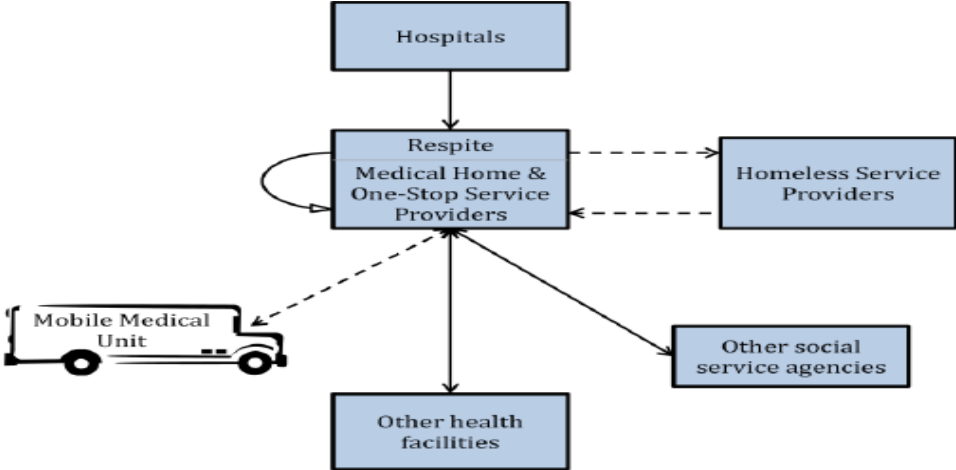 Hospitals
Respite
Medical Home &
One-Stop Service
Providers
Homeless Service
Providers
Mobile Medical
Unit
Other social
service agencies
Other health
facilities